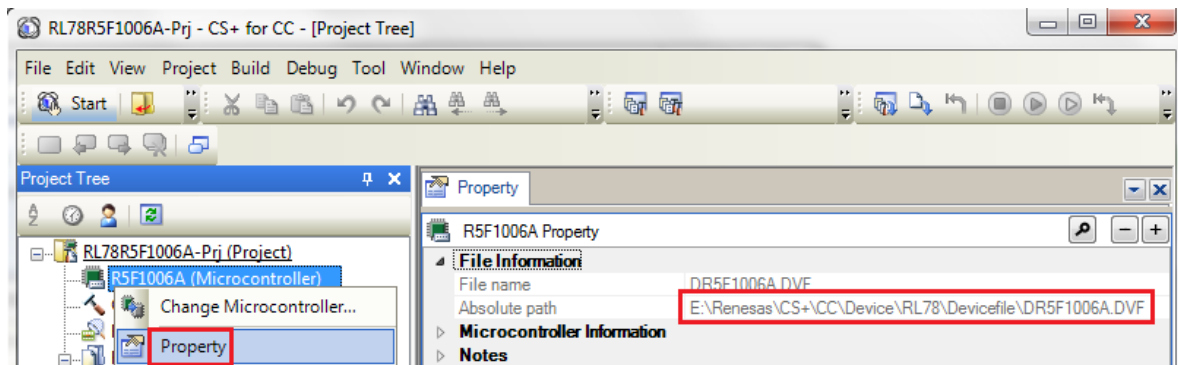 RL78R5F1006A-Prj - CS+ for CC - [Project Tree]
File Edit View Project Build Debug Tool Window Help
Start
Project Tree
Property
R5F1006A Property
RL78R5F1006A-Prj (Project)
R5F1006A (Microcontroller)
Change Microcontroller...
Property
File Information
File name DR5F1006A.DVF
Absolute path E:\Renesas\CS+\CC\Device\RL78\Devicefile\DR5F1006A.DVF
Microcontroller Information
Notes